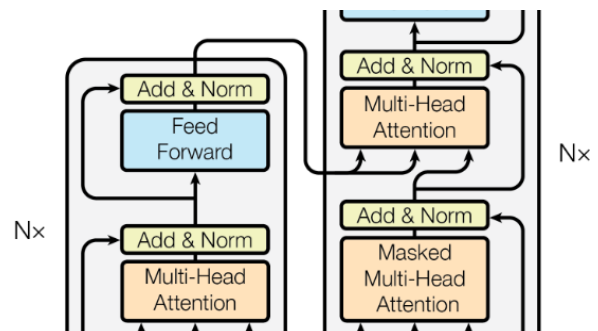 Add & Norm
Feed
Forward
Nx
Add & Norm
Multi-Head
Attention
Add & Norm
Multi-Head
Attention
Nx
Add & Norm
Masked
Multi-Head
Attention